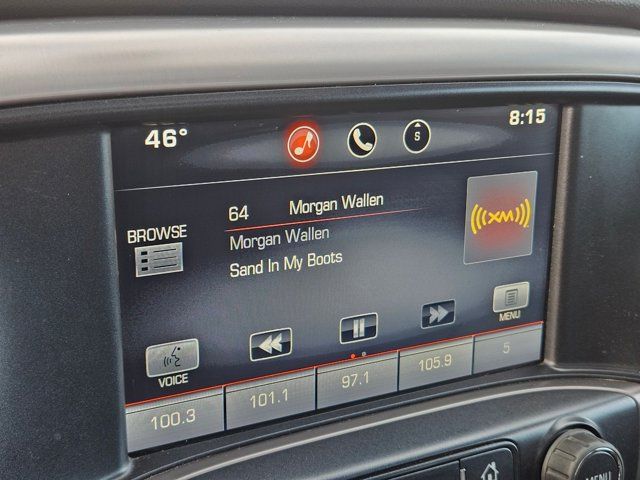 46°
8:15
S
64 Morgan Wallen
Morgan Wallen
Sand In My Boots
XM
BROWSE
VOICE
MENU
100.3 101.1 97.1 105.9 5
MENU